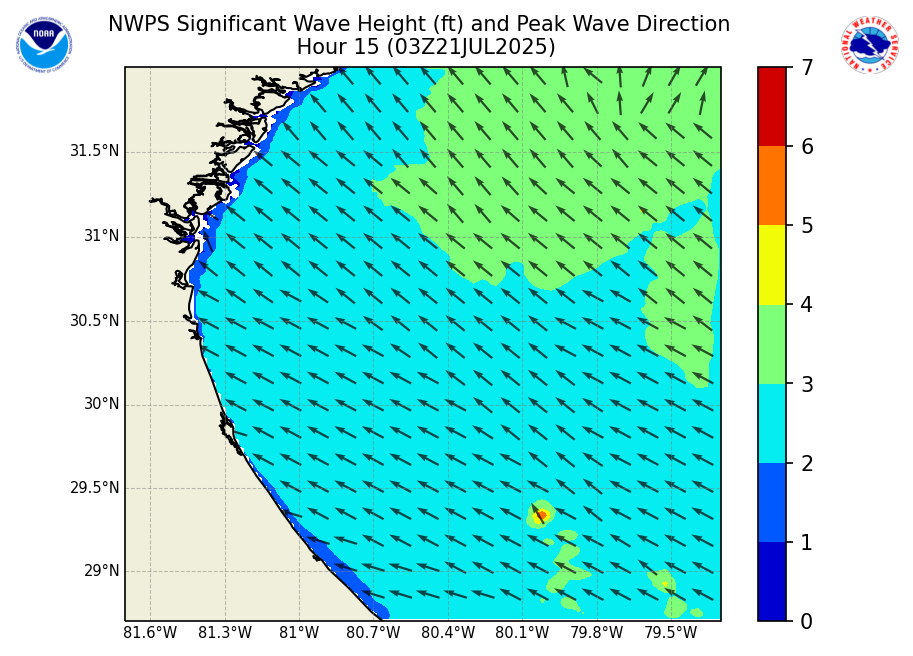 NWPS Significant Wave Height (ft) and Peak Wave Direction
Hour 15 (03Z21JUL2025)
NOAA
NATIONAL WEATHER SERVICE
31.5°N
31°N
30.5°N
30°N
29.5°N
29°N
81.6°W 81.3°W 81°W 80.7°W 80.4°W 80.1°W 79.8°W 79.5°W
7
6
5
4
3
2
1
0